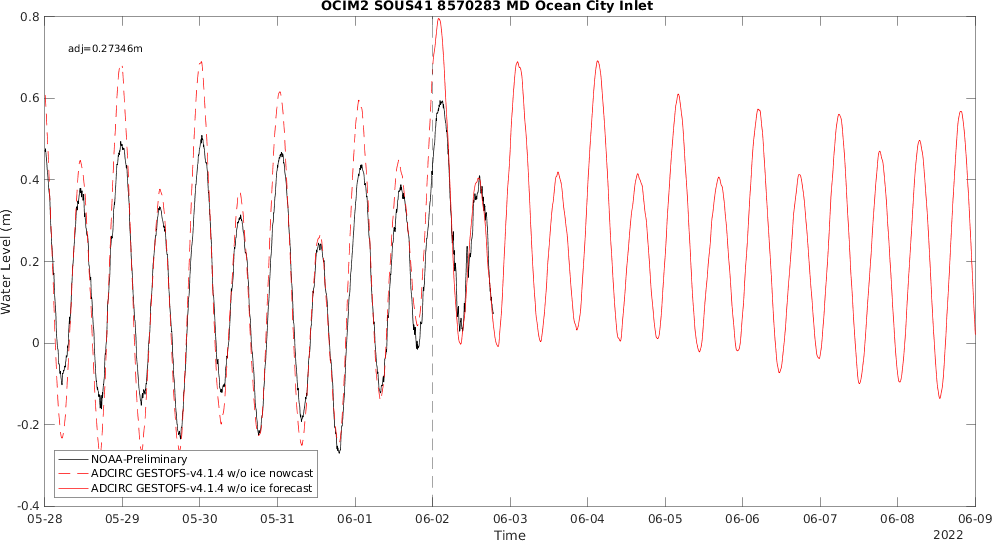 OCIM2 SOUS41 8570283 MD Ocean City Inlet
adj=0.27346m
0.8
0.6
0.4
0.2
0
-0.2
-0.4
Water Level (m)
NOAA-Preliminary
ADCIRC GESTOFS-v4.1.4 w/o ice nowcast
ADCIRC GESTOFS-v4.1.4 w/o ice forecast
05-28 05-29 05-30 05-31 06-01 06-02 06-03 06-04 06-05 06-06 06-07 06-08 06-09
Time
2022